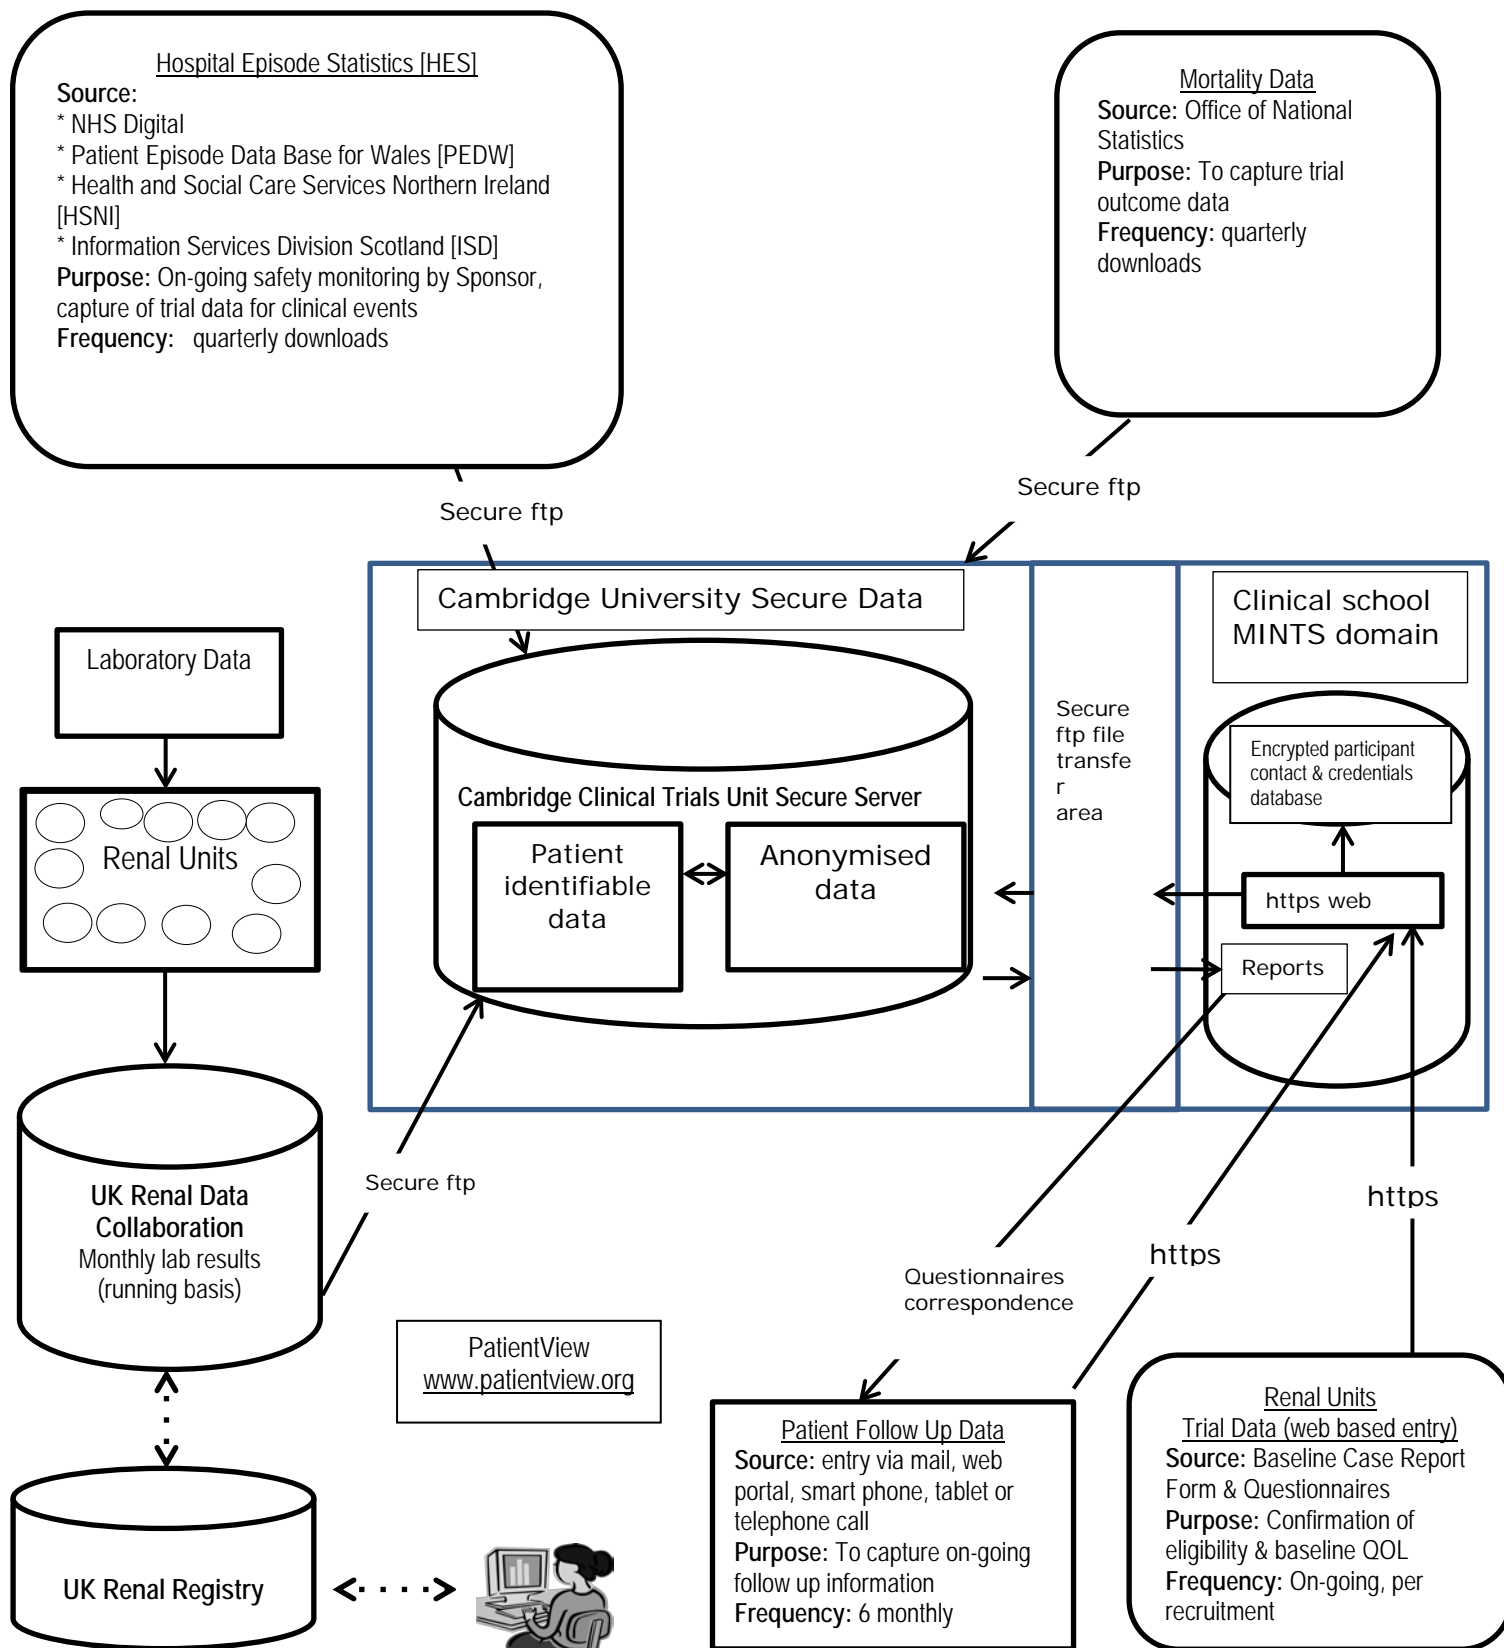 Hospital Episode Statistics [HES]
Source:
* NHS Digital
* Patient Episode Data Base for Wales [PEDW]
* Health and Social Care Services Northern Ireland
[HSNI]
* Information Services Division Scotland [ISD]
Purpose: On-going safety monitoring by Sponsor,
capture of trial data for clinical events
Frequency: quarterly downloads
Mortality Data
Source: Office of National
Statistics
Purpose: To capture trial
outcome data
Frequency: quarterly
downloads
Secure ftp
Secure ftp
Cambridge University Secure Data
Clinical school
MINTS domain
Laboratory Data
Renal Units
Cambridge Clinical Trials Unit Secure Server
Patient
identifiable
data
Anonymised
data
Secure
ftp file
transfe
r
area
Encrypted participant
contact & credentials
database
https web
Reports
UK Renal Data
Collaboration
Monthly lab results
(running basis)
Secure ftp
https
https
Questionnaires
correspondence
PatientView
www.patientview.org
UK Renal Registry
Patient Follow Up Data
Source: entry via mail, web
portal, smart phone, tablet or
telephone call
Purpose: To capture on-going
follow up information
Frequency: 6 monthly
Renal Units
Trial Data (web based entry)
Source: Baseline Case Report
Form & Questionnaires
Purpose: Confirmation of
eligibility & baseline QOL
Frequency: On-going, per
recruitment